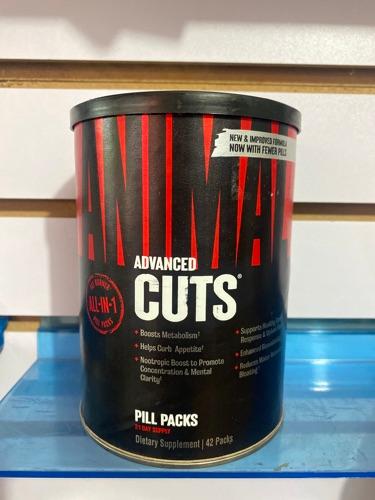 ANIMAL
NEW & IMPROVED FORMULA
NOW WITH FEWER PILLS
ADVANCED
CUTS®
ALL-IN-1
• Boosts Metabolism‡
• Helps Curb Appetite‡
• Nootropic Boost to Promote
Concentration & Mental
Clarity‡
• Supports
Response &
• Enhanced
• Reduces Minor
Bloating‡
PILL PACKS
21 DAY SUPPLY
Dietary Supplement | 42 Packs